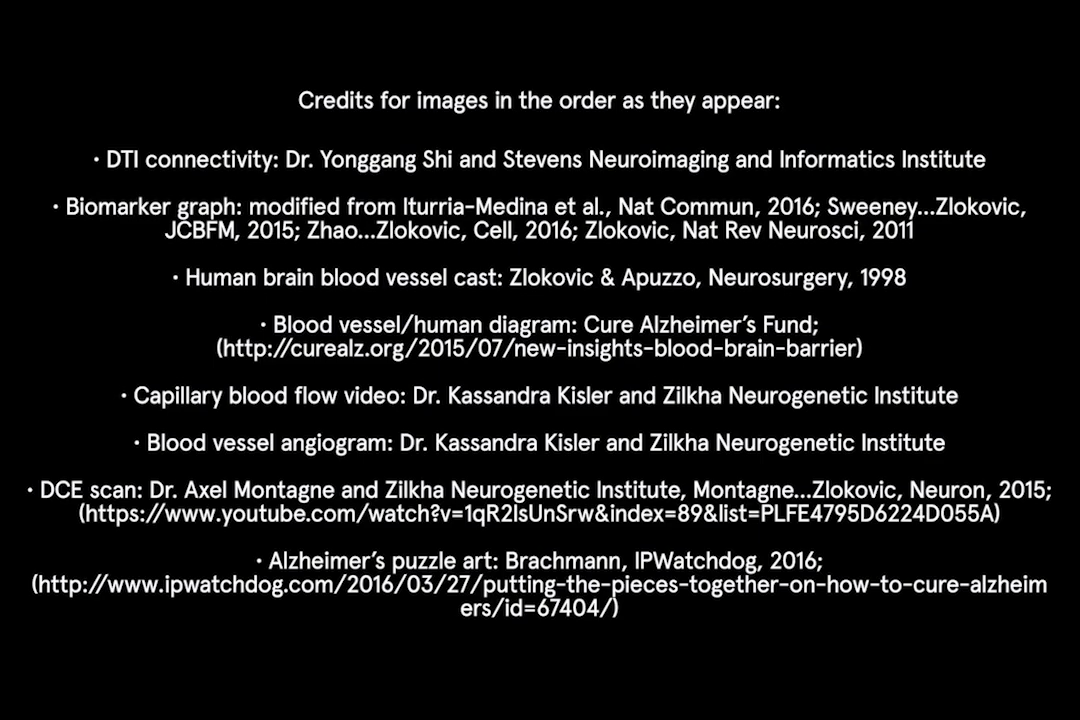 Credits for images in the order as they appear:
• DTI connectivity: Dr. Yonggang Shi and Stevens Neuroimaging and Informatics Institute
• Biomarker graph: modified from Iturria-Medina et al., Nat Commun, 2016; Sweeney...Zlokovic,
JCBFM, 2015; Zhao...Zlokovic, Cell, 2016; Zlokovic, Nat Rev Neurosci, 2011
• Human brain blood vessel cast: Zlokovic & Apuzzo, Neurosurgery, 1998
• Blood vessel/human diagram: Cure Alzheimer’s Fund;
(http://curealz.org/2015/07/new-insights-blood-brain-barrier)
• Capillary blood flow video: Dr. Kassandra Kisler and Zilkha Neurogenetic Institute
• Blood vessel angiogram: Dr. Kassandra Kisler and Zilkha Neurogenetic Institute
• DCE scan: Dr. Axel Montagne and Zilkha Neurogenetic Institute, Montagne...Zlokovic, Neuron, 2015;
(https://www.youtube.com/watch?v=1qR2lsUnSrw&index=89&list=PLFE4795D6224D055A)
• Alzheimer’s puzzle art: Brachmann, IPWatchdog, 2016;
(http://www.ipwatchdog.com/2016/03/27/putting-the-pieces-together-on-how-to-cure-alzheim
ers/id=67404/)